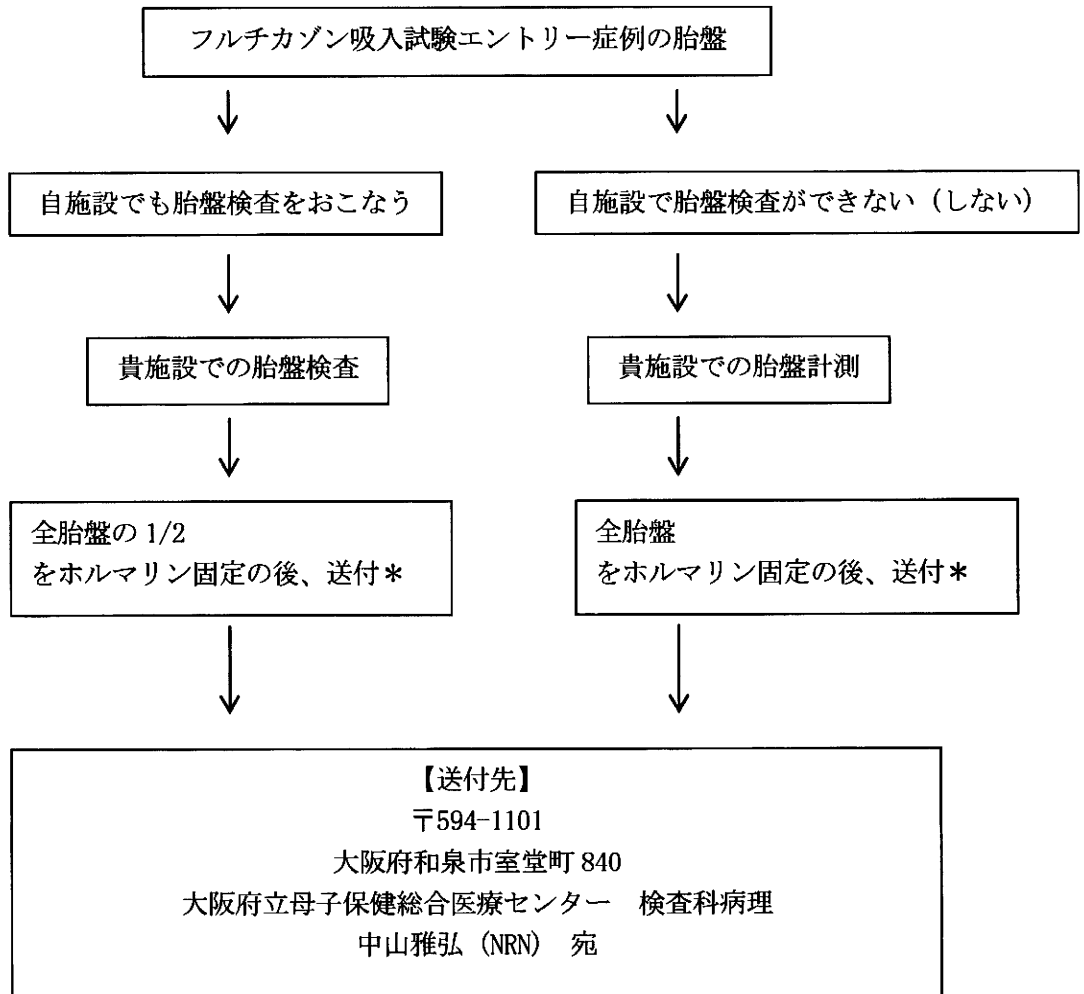 フルチカゾン吸入試験エントリー症例の胎盤
自施設でも胎盤検査をおこなう
自施設で胎盤検査ができない（しない）
貴施設での胎盤検査
貴施設での胎盤計測
全胎盤の 1/2
をホルマリン固定の後、送付＊
全胎盤
をホルマリン固定の後、送付＊
【送付先】
〒594-1101
大阪府和泉市室堂町 840
大阪府立母子保健総合医療センター　検査科病理
中山雅弘（NRN）　宛